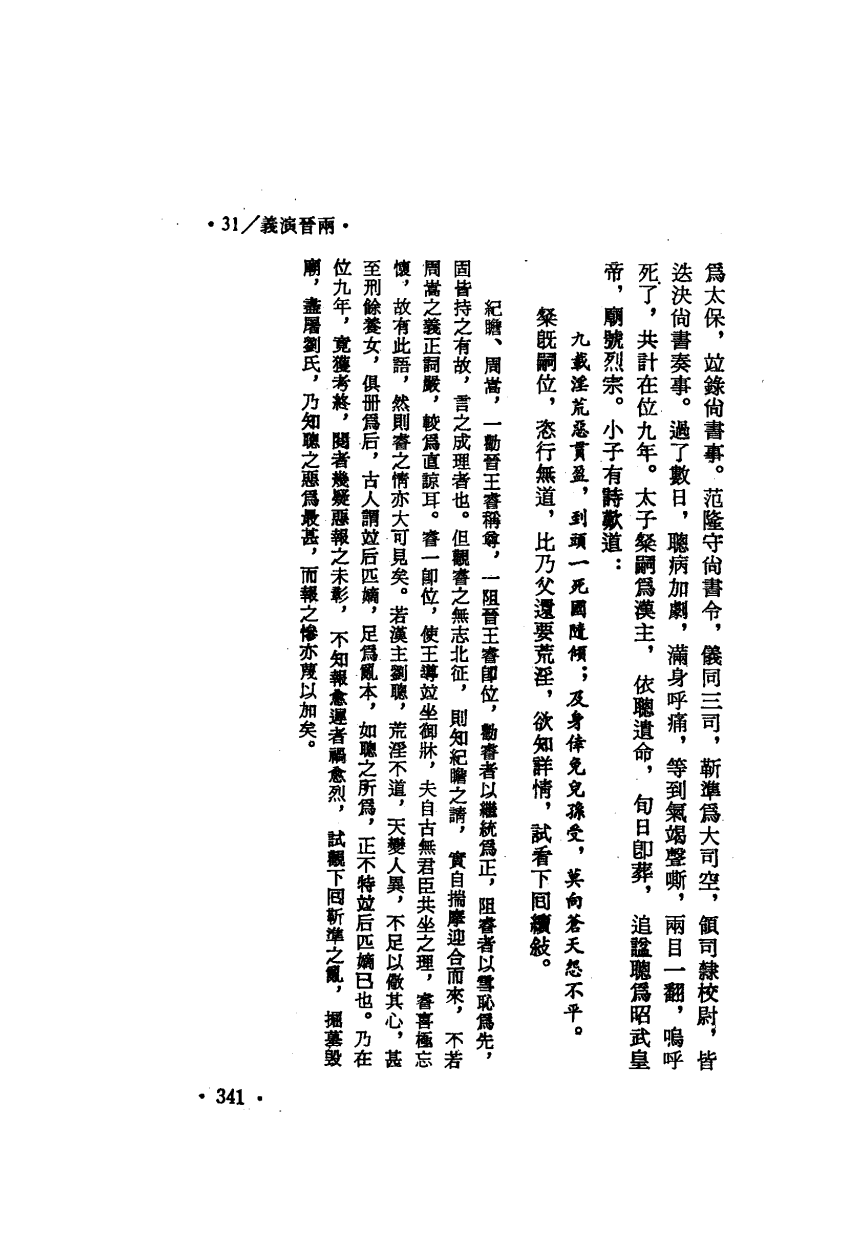 ·31/義演晉兩·
爲太保，竝錄尙書事。范隆守尙書令，儀同三司，靳準爲大司空，領司隸校尉，皆
迭決尙書奏事。過了數日，聰病加劇，滿身呼痛，等到氣竭聲嘶，兩目一翻，嗚呼
死了，共計在位九年。太子粲嗣爲漢主，依聰遺命，旬日卽葬，追諡聰爲昭武皇
帝，廟號烈宗。小子有詩歎道：
九載淫荒惡貫盈，到頭一死國隨傾；及身倖免兒孫受，莫向蒼天怨不平。
粲旣嗣位，恣行無道，比乃父還要荒淫，欲知詳情，試看下囘續敍。
紀瞻、周嵩，一勸晉王睿稱尊，一阻晉王睿卽位，勸睿者以繼統爲正，阻睿者以雪恥爲先，
固皆持之有故，言之成理者也。但觀睿之無志北征，則知紀瞻之請，實自揣摩迎合而來，不若
周嵩之義正詞嚴，較爲直諒耳。睿一卽位，使王導竝坐御牀，夫自古無君臣共坐之理，睿喜極忘
懷，故有此語，然則睿之情亦大可見矣。若漢主劉聰，荒淫不道，天變人異，不足以儆其心，甚
至刑餘養女，俱册爲后，古人謂竝后匹嫡，足爲亂本，如聰之所爲，正不特竝后匹嫡已也。乃在
位九年，竟獲考終，閱者幾疑惡報之未彰，不知報愈遲者禍愈烈，試觀下囘靳準之亂，掘墓毀
廟，盡屠劉氏，乃知聰之惡爲最甚，而報之慘亦蔑以加矣。
·341·